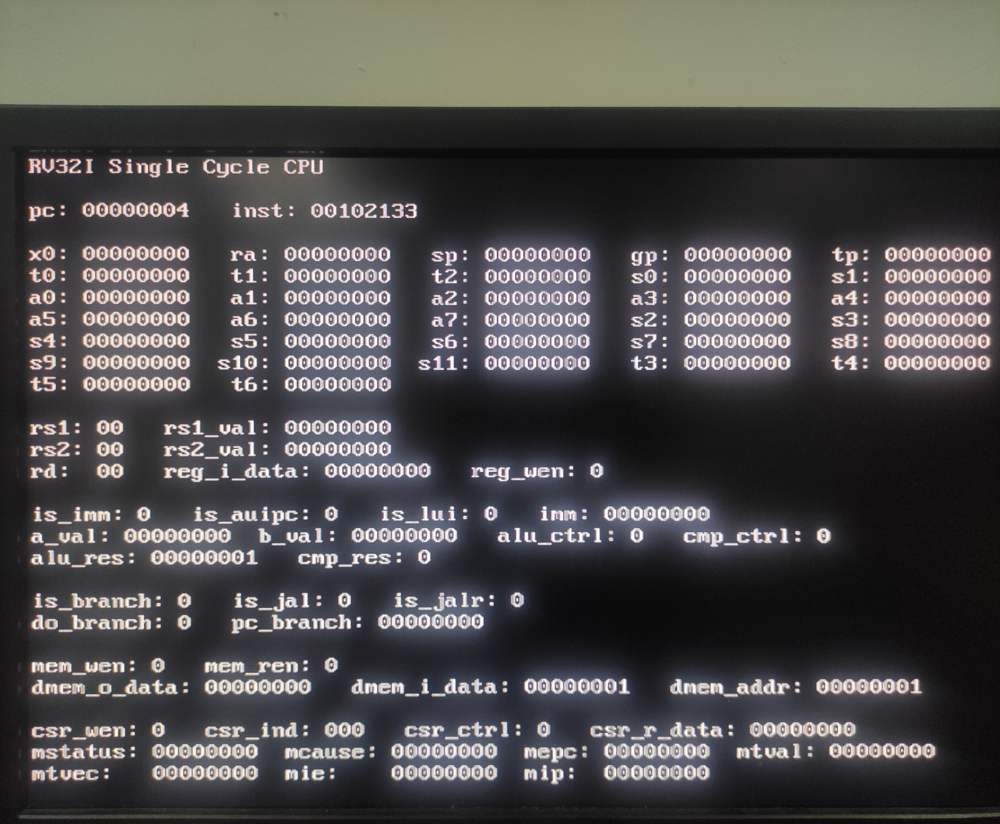 RV32I Single Cycle CPU
pc: 00000004 inst: 00102133
x0: 00000000 ra: 00000000 sp: 00000000 gp: 00000000 tp: 00000000
t0: 00000000 t1: 00000000 t2: 00000000 s0: 00000000 s1: 00000000
a0: 00000000 a1: 00000000 a2: 00000000 a3: 00000000 a4: 00000000
a5: 00000000 a6: 00000000 a7: 00000000 s2: 00000000 s3: 00000000
s4: 00000000 s5: 00000000 s6: 00000000 s7: 00000000 s8: 00000000
s9: 00000000 s10: 00000000 s11: 00000000 t3: 00000000 t4: 00000000
t5: 00000000 t6: 00000000
rs1: 00 rs1_val: 00000000
rs2: 00 rs2_val: 00000000
rd: 00 reg_i_data: 00000000 reg_wen: 0
is_imm: 0 is_auipc: 0 is_lui: 0 imm: 00000000
a_val: 00000000 b_val: 00000000 alu_ctrl: 0 cmp_ctrl: 0
alu_res: 00000001 cmp_res: 0
is_branch: 0 is_jal: 0 is_jalr: 0
do_branch: 0 pc_branch: 00000000
mem_wen: 0 mem_ren: 0
dmem_o_data: 00000000 dmem_i_data: 00000001 dmem_addr: 00000001
csr_wen: 0 csr_ind: 000 csr_ctrl: 0 csr_r_data: 00000000
mstatus: 00000000 mcause: 00000000 mepc: 00000000 mtval: 00000000
mtvec: 00000000 mie: 00000000 mip: 00000000